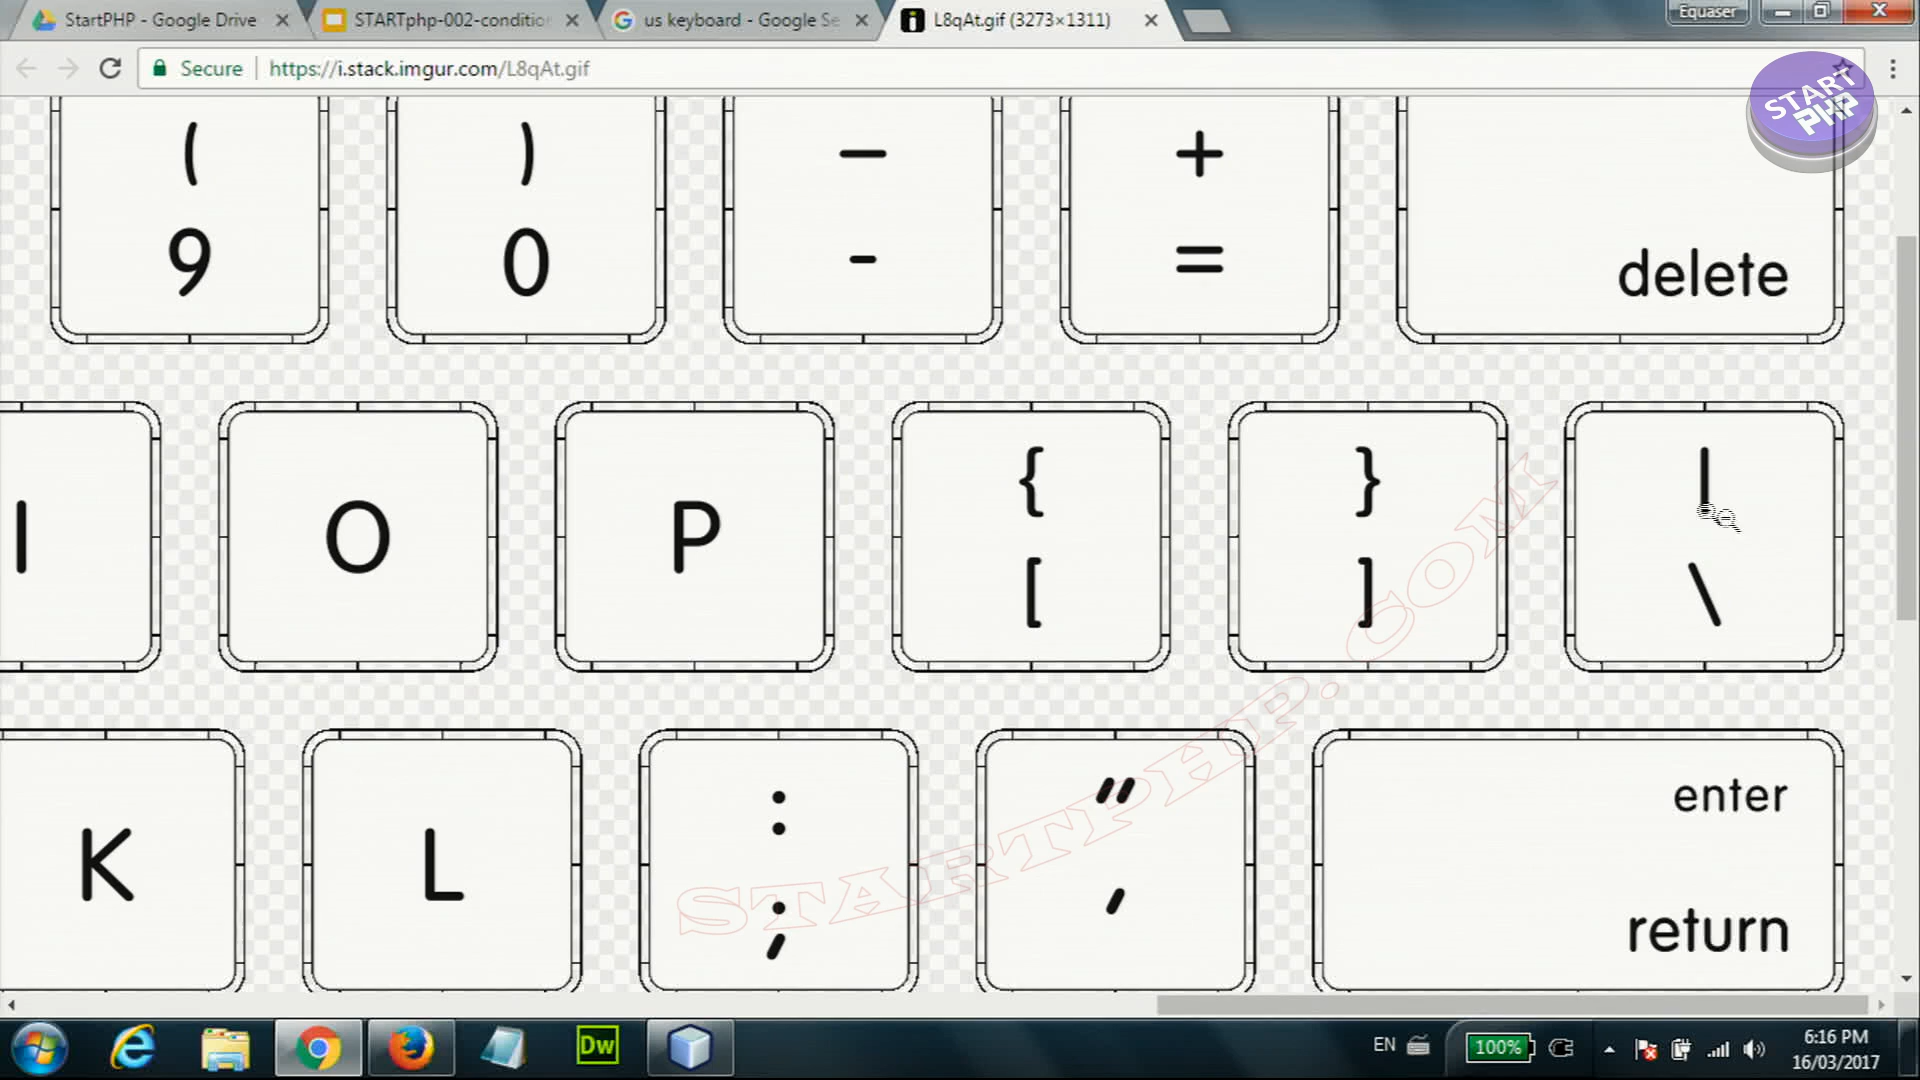 StartPHP - Google Drive
STARTphp-002-condition
us keyboard - Google Se
L8qAt.gif (3273×1311)
Equaser
Secure
https://i.stack.imgur.com/L8qAt.gif
START
PHP
( ) — +
9 0 - = delete
{ } |
I O P
[ ] \
: " enter
K L
; ' return
STARTPHP.COM
Dw
EN
100%
6:16 PM
16/03/2017